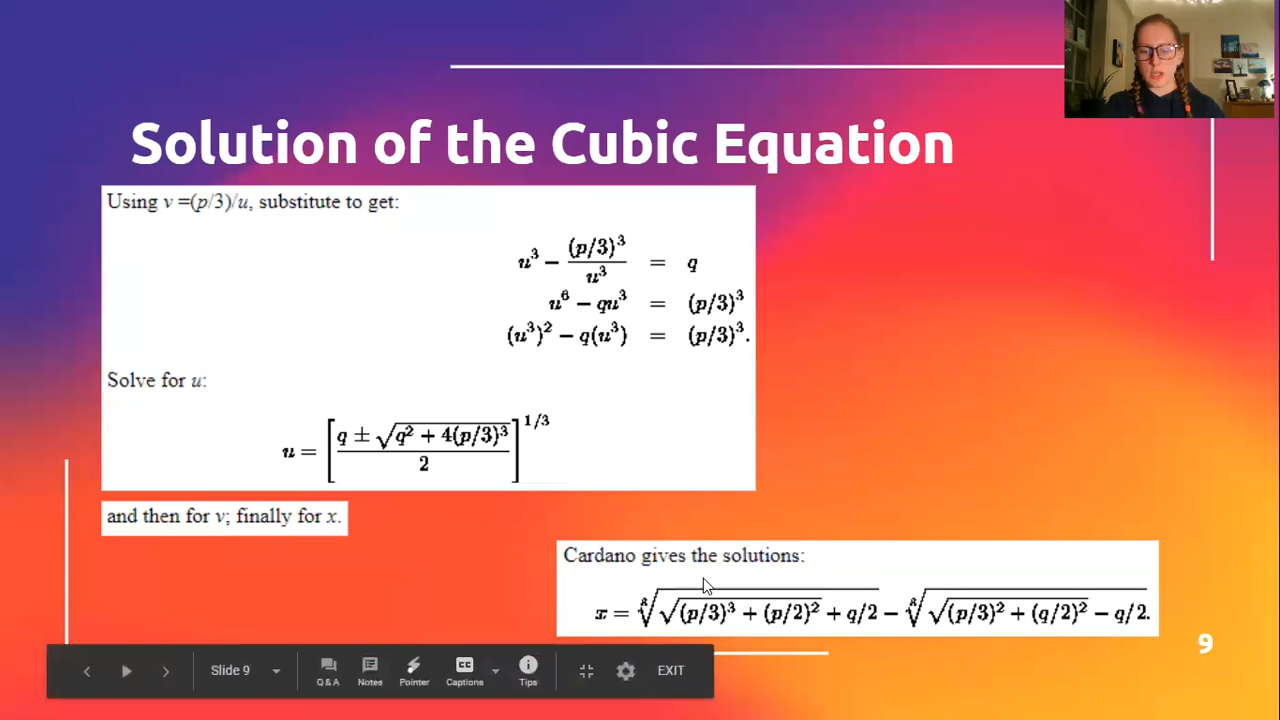 Solution of the Cubic Equation
Using v =(p/3)/u, substitute to get:
u³ − (p/3)³/u³ = q
u⁶ − qu³ = (p/3)³
(u³)² − q(u³) = (p/3)³.
Solve for u:
u = [(q ± √(q² + 4(p/3)³))/2]^1/3
and then for v; finally for x.
Cardano gives the solutions:
x = ∛(√((p/3)³ + (p/2)²) + q/2) − ∛(√((p/3)² + (q/2)²) − q/2).
9
Slide 9
Q & A Notes Pointer Captions Tips EXIT